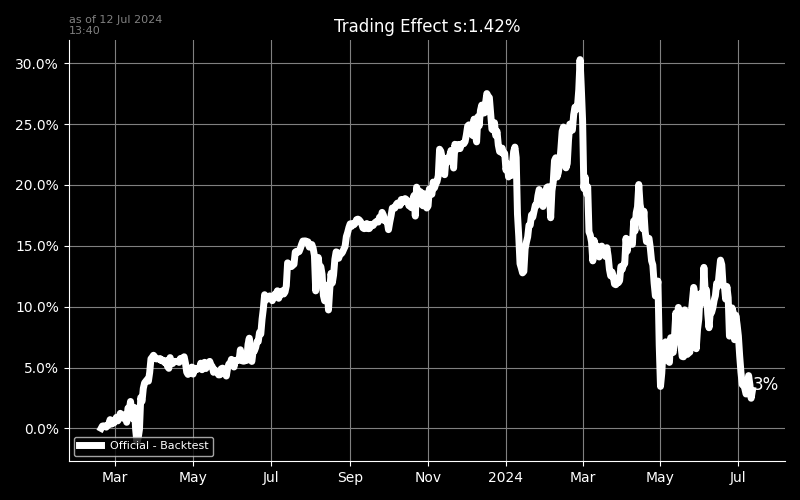 as of 12 Jul 2024
13:40
Trading Effect s:1.42%
30.0%
25.0%
20.0%
15.0%
10.0%
5.0%
0.0%
3%
Official - Backtest
Mar May Jul Sep Nov 2024 Mar May Jul